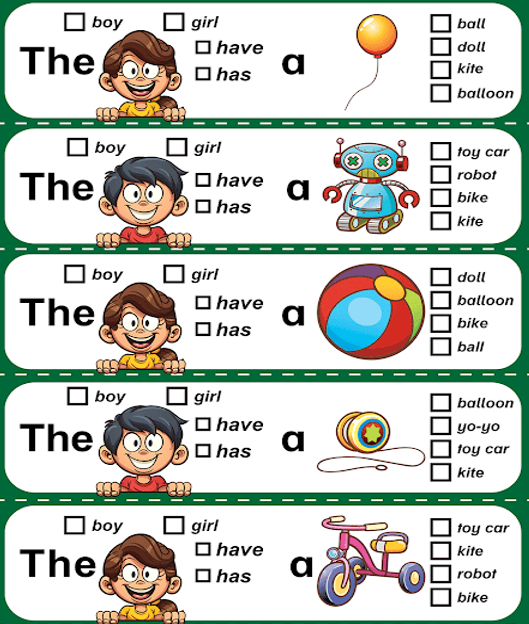 boy girl ball
The have a doll
has kite
balloon
boy girl toy car
The have a robot
has bike
kite
boy girl doll
The have a balloon
has bike
ball
boy girl balloon
The have a yo-yo
has toy car
kite
boy girl toy car
The have a kite
has robot
bike